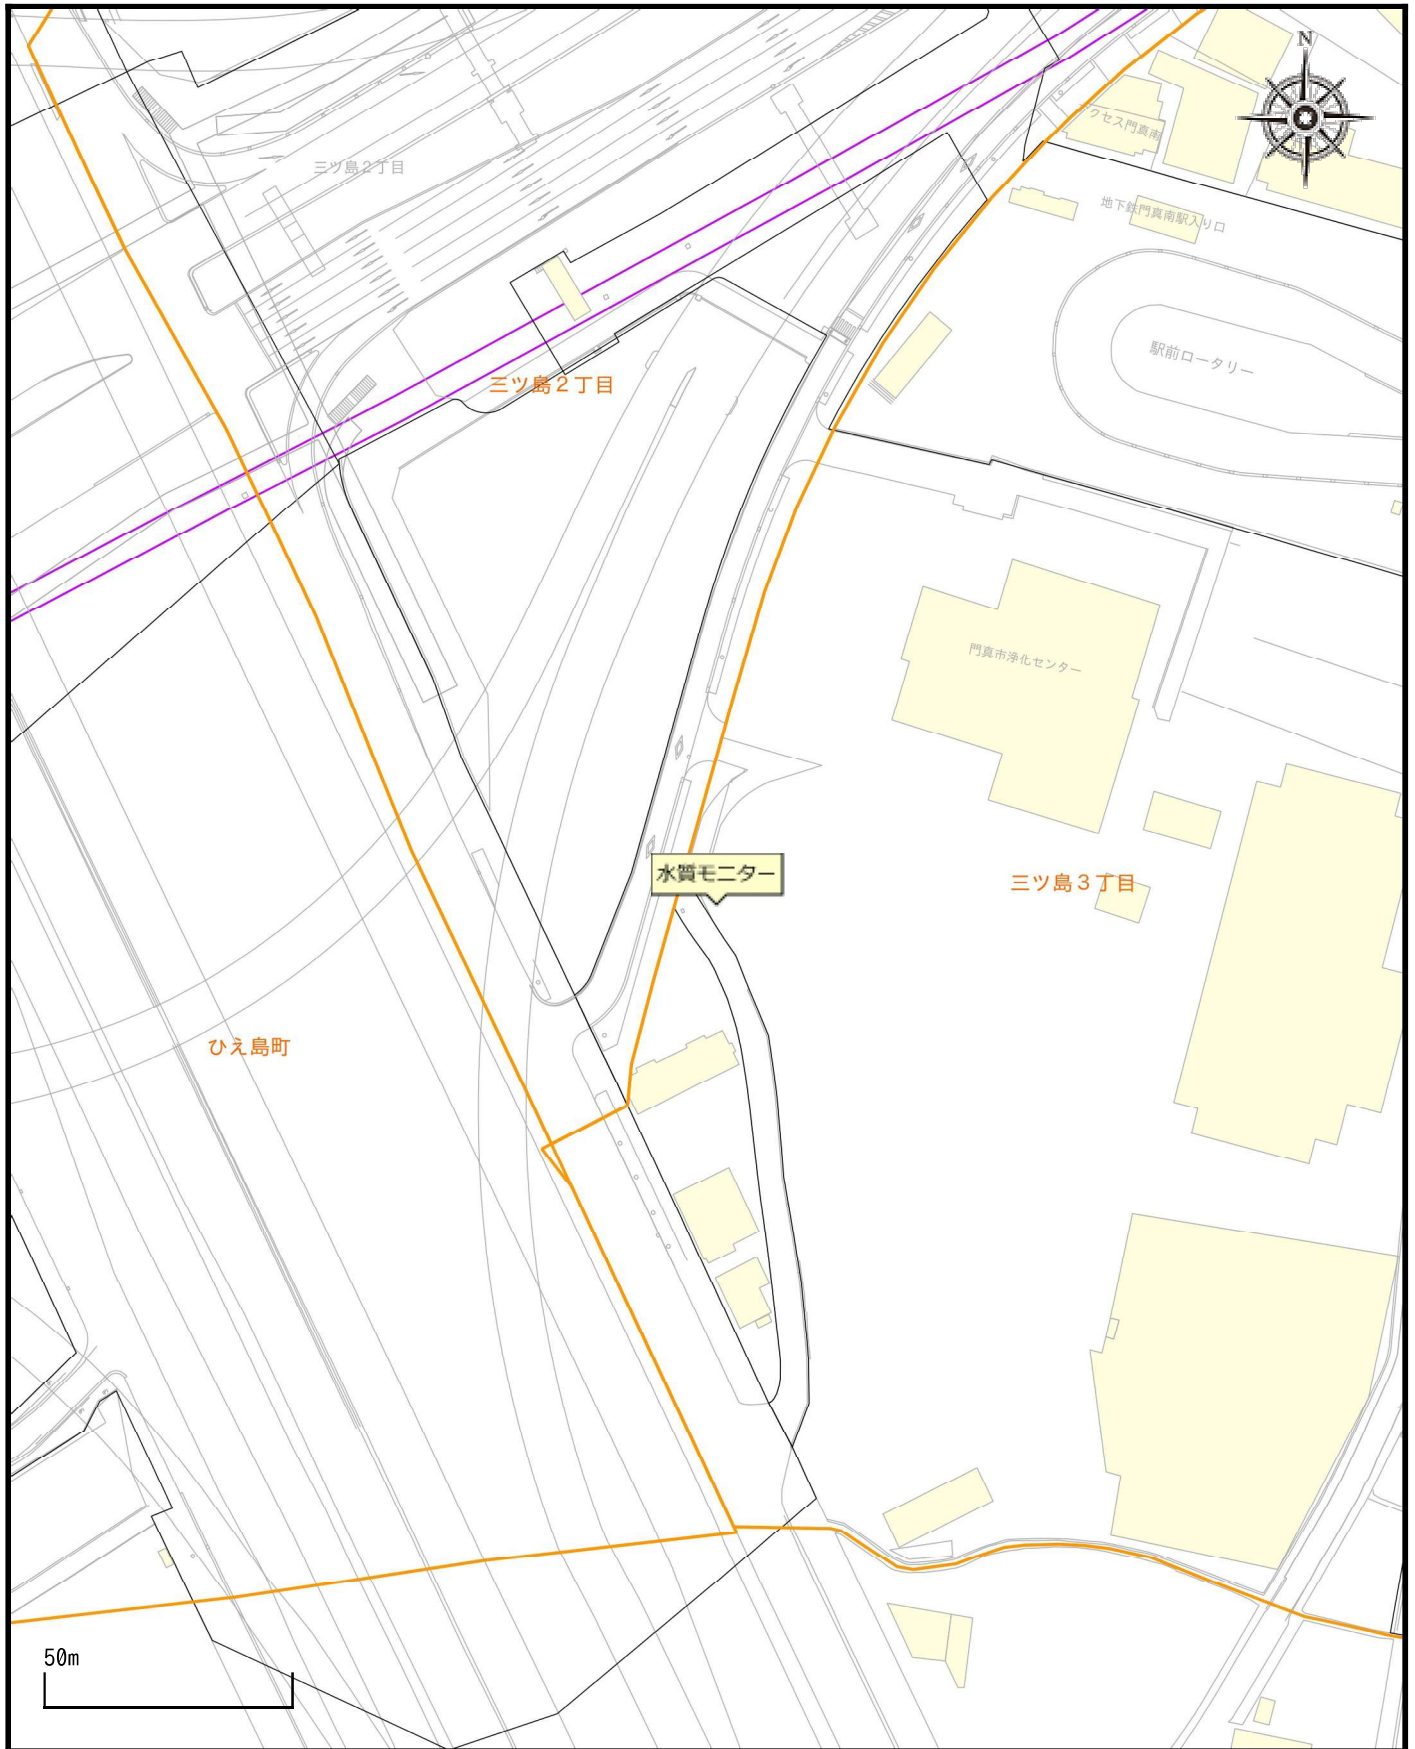 N
クセス門真南
三ツ島２丁目
地下鉄門真南駅入り口
駅前ロータリー
三ツ島２丁目
門真市浄化センター
水質モニター
三ツ島３丁目
ひえ島町
50m